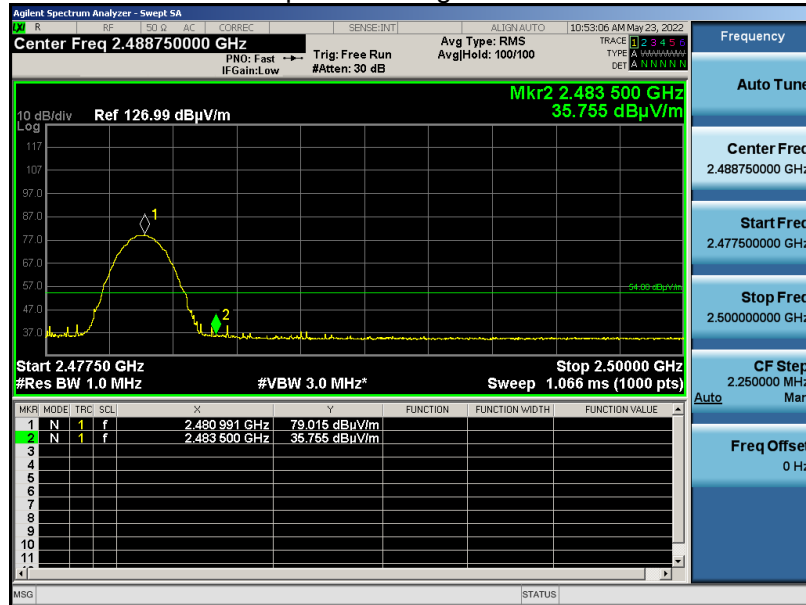 Agilent Spectrum Analyzer - Swept SA
LXI R RF 50 Ω AC CORREC SENSE:INT ALIGN AUTO 10:53:06 AM May 23, 2022
Center Freq 2.488750000 GHz
PNO: Fast
IFGain:Low
Trig: Free Run
#Atten: 30 dB
Avg Type: RMS
Avg|Hold: 100/100
TRACE 1 2 3 4 5 6
TYPE A WWWWW
DET A N N N N N
Mkr2 2.483 500 GHz
35.755 dBµV/m
10 dB/div Ref 126.99 dBµV/m
Log
117
107
97.0
87.0
77.0
67.0
57.0
47.0
37.0
1
2
54.00 dBµV/m
Start 2.47750 GHz Stop 2.50000 GHz
#Res BW 1.0 MHz #VBW 3.0 MHz* Sweep 1.066 ms (1000 pts)
MKR MODE TRC SCL X Y FUNCTION FUNCTION WIDTH FUNCTION VALUE
1 N 1 f 2.480 991 GHz 79.015 dBµV/m
2 N 1 f 2.483 500 GHz 35.755 dBµV/m
3
4
5
6
7
8
9
10
11
MSG STATUS
Frequency
Auto Tune
Center Freq
2.488750000 GHz
Start Freq
2.477500000 GHz
Stop Freq
2.500000000 GHz
CF Step
2.250000 MHz
Auto Man
Freq Offset
0 Hz